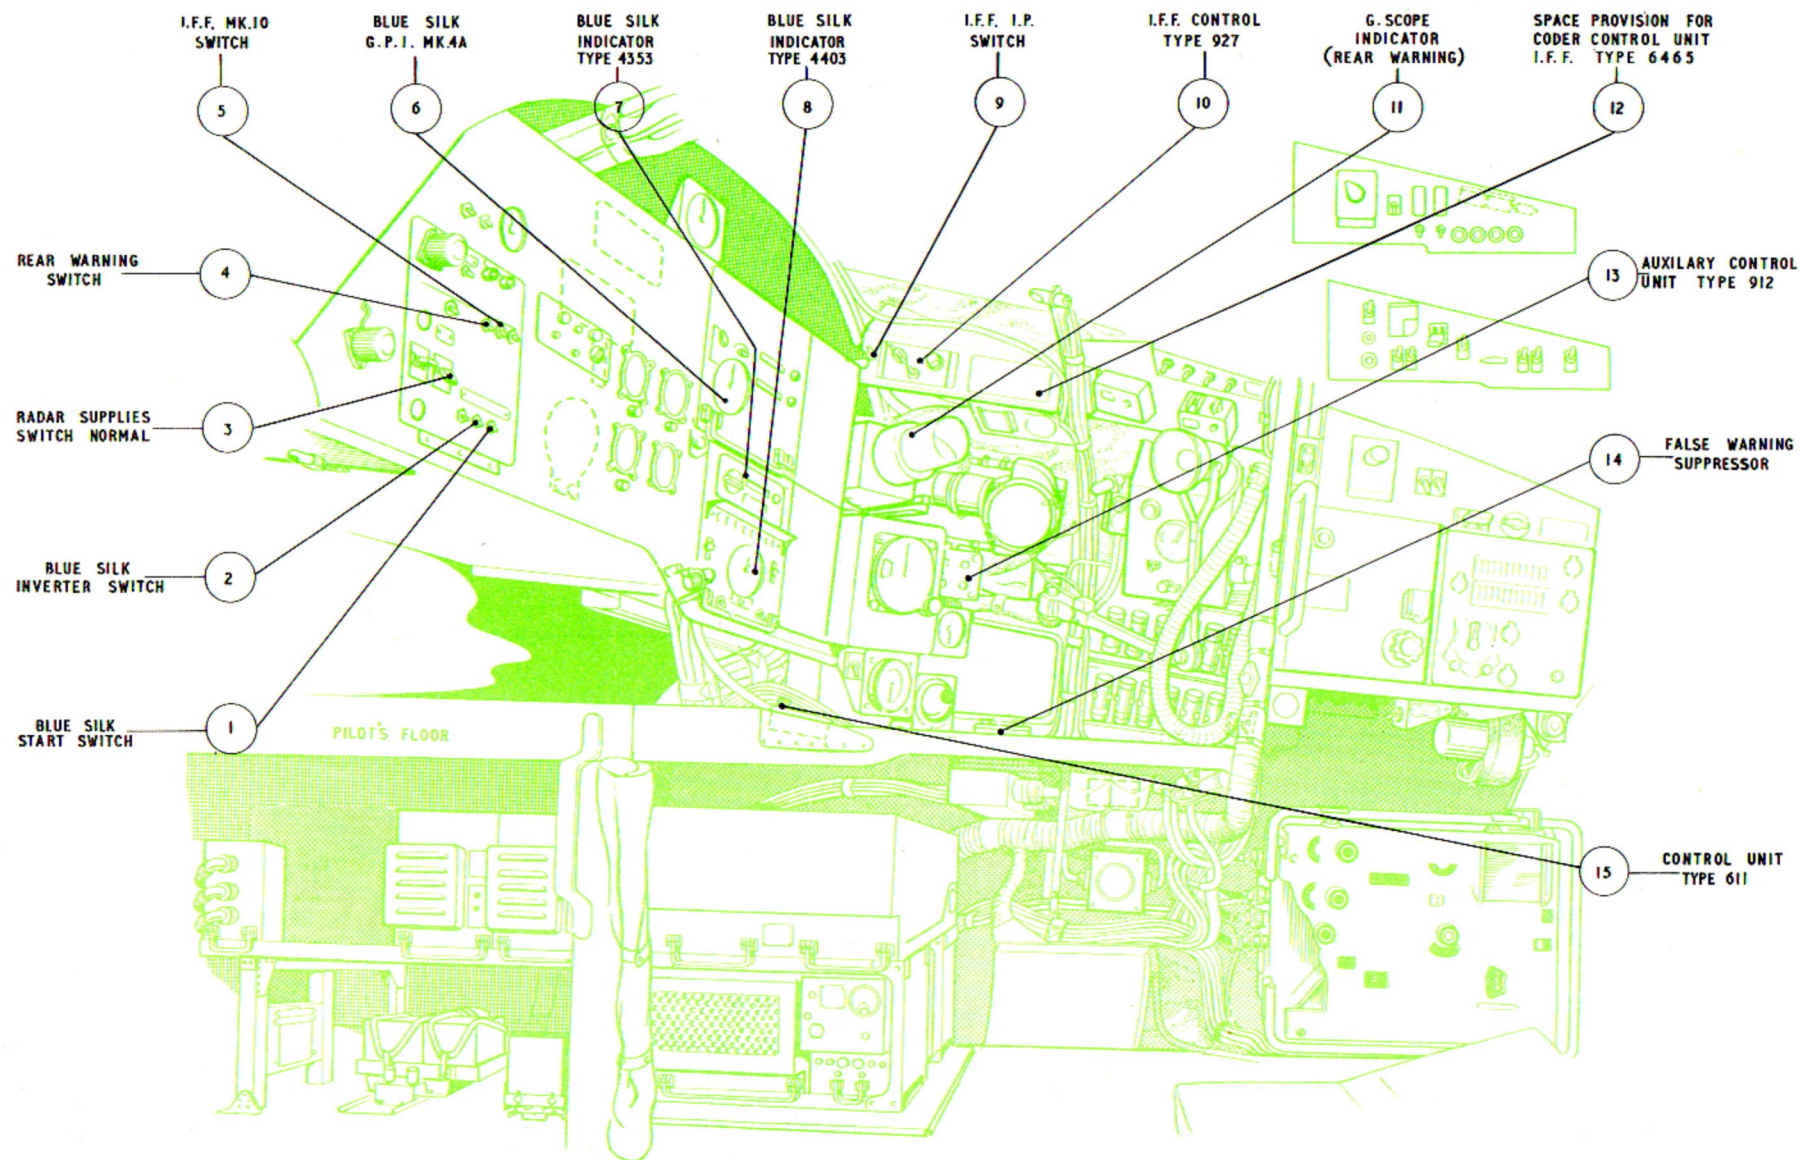 I.F.F. MK.10
SWITCH
5
BLUE SILK
G.P.I. MK.4A
6
BLUE SILK
INDICATOR
TYPE 4353
7
BLUE SILK
INDICATOR
TYPE 4403
8
I.F.F. I.P.
SWITCH
9
I.F.F. CONTROL
TYPE 927
10
G. SCOPE
INDICATOR
(REAR WARNING)
11
SPACE PROVISION FOR
CODER CONTROL UNIT
I.F.F. TYPE 6465
12
REAR WARNING
SWITCH
4
13
AUXILARY CONTROL
UNIT TYPE 912
RADAR SUPPLIES
SWITCH NORMAL
3
14
FALSE WARNING
SUPPRESSOR
BLUE SILK
INVERTER SWITCH
2
BLUE SILK
START SWITCH
1
PILOT'S FLOOR
15
CONTROL UNIT
TYPE 611